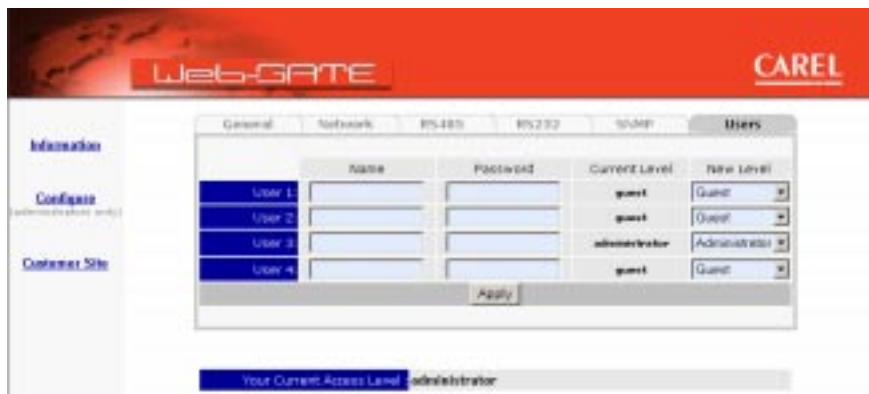 Web-GATE
CAREL
General Network RS485 RS232 SNMP Users
Information
Name Password Current Level New Level
User 1: guest Guest
Configure
(administrators only)
User 2: guest Guest
User 3: administrator Administrator
Customer Site
User 4: guest Guest
Apply
Your Current Access Level administrator